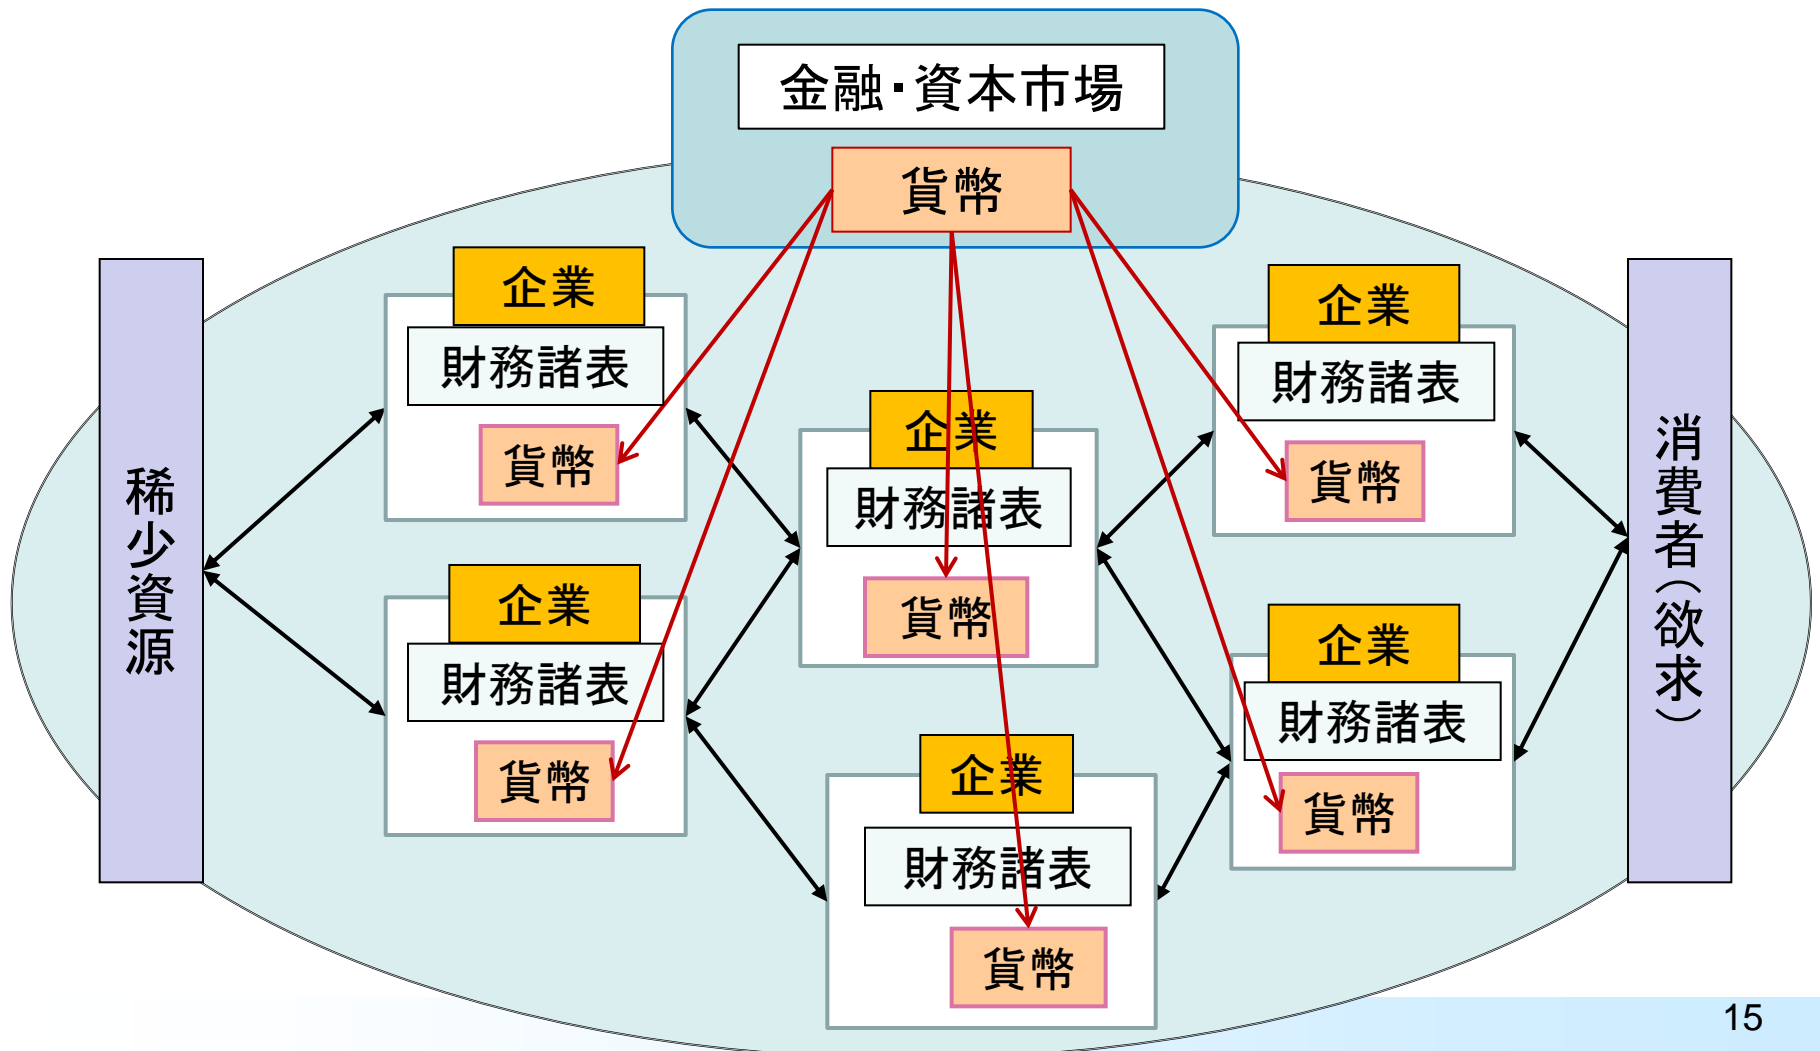 金融・資本市場
貨幣
企業
財務諸表
貨幣
企業
財務諸表
貨幣
企業
財務諸表
貨幣
企業
財務諸表
貨幣
企業
財務諸表
貨幣
企業
財務諸表
貨幣
稀少資源
消費者(欲求)
15